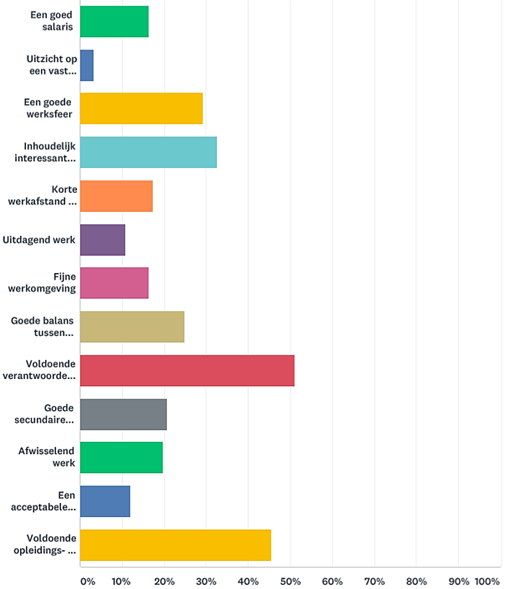 Een goed
salaris
Uitzicht op
een vast...
Een goede
werksfeer
Inhoudelijk
interessant...
Korte
werkafstand ...
Uitdagend werk
Fijne
werkomgeving
Goede balans
tussen...
Voldoende
verantwoorde...
Goede
secundaire...
Afwisselend
werk
Een
acceptabele...
Voldoende
opleidings- ...
0% 10% 20% 30% 40% 50% 60% 70% 80% 90% 100%